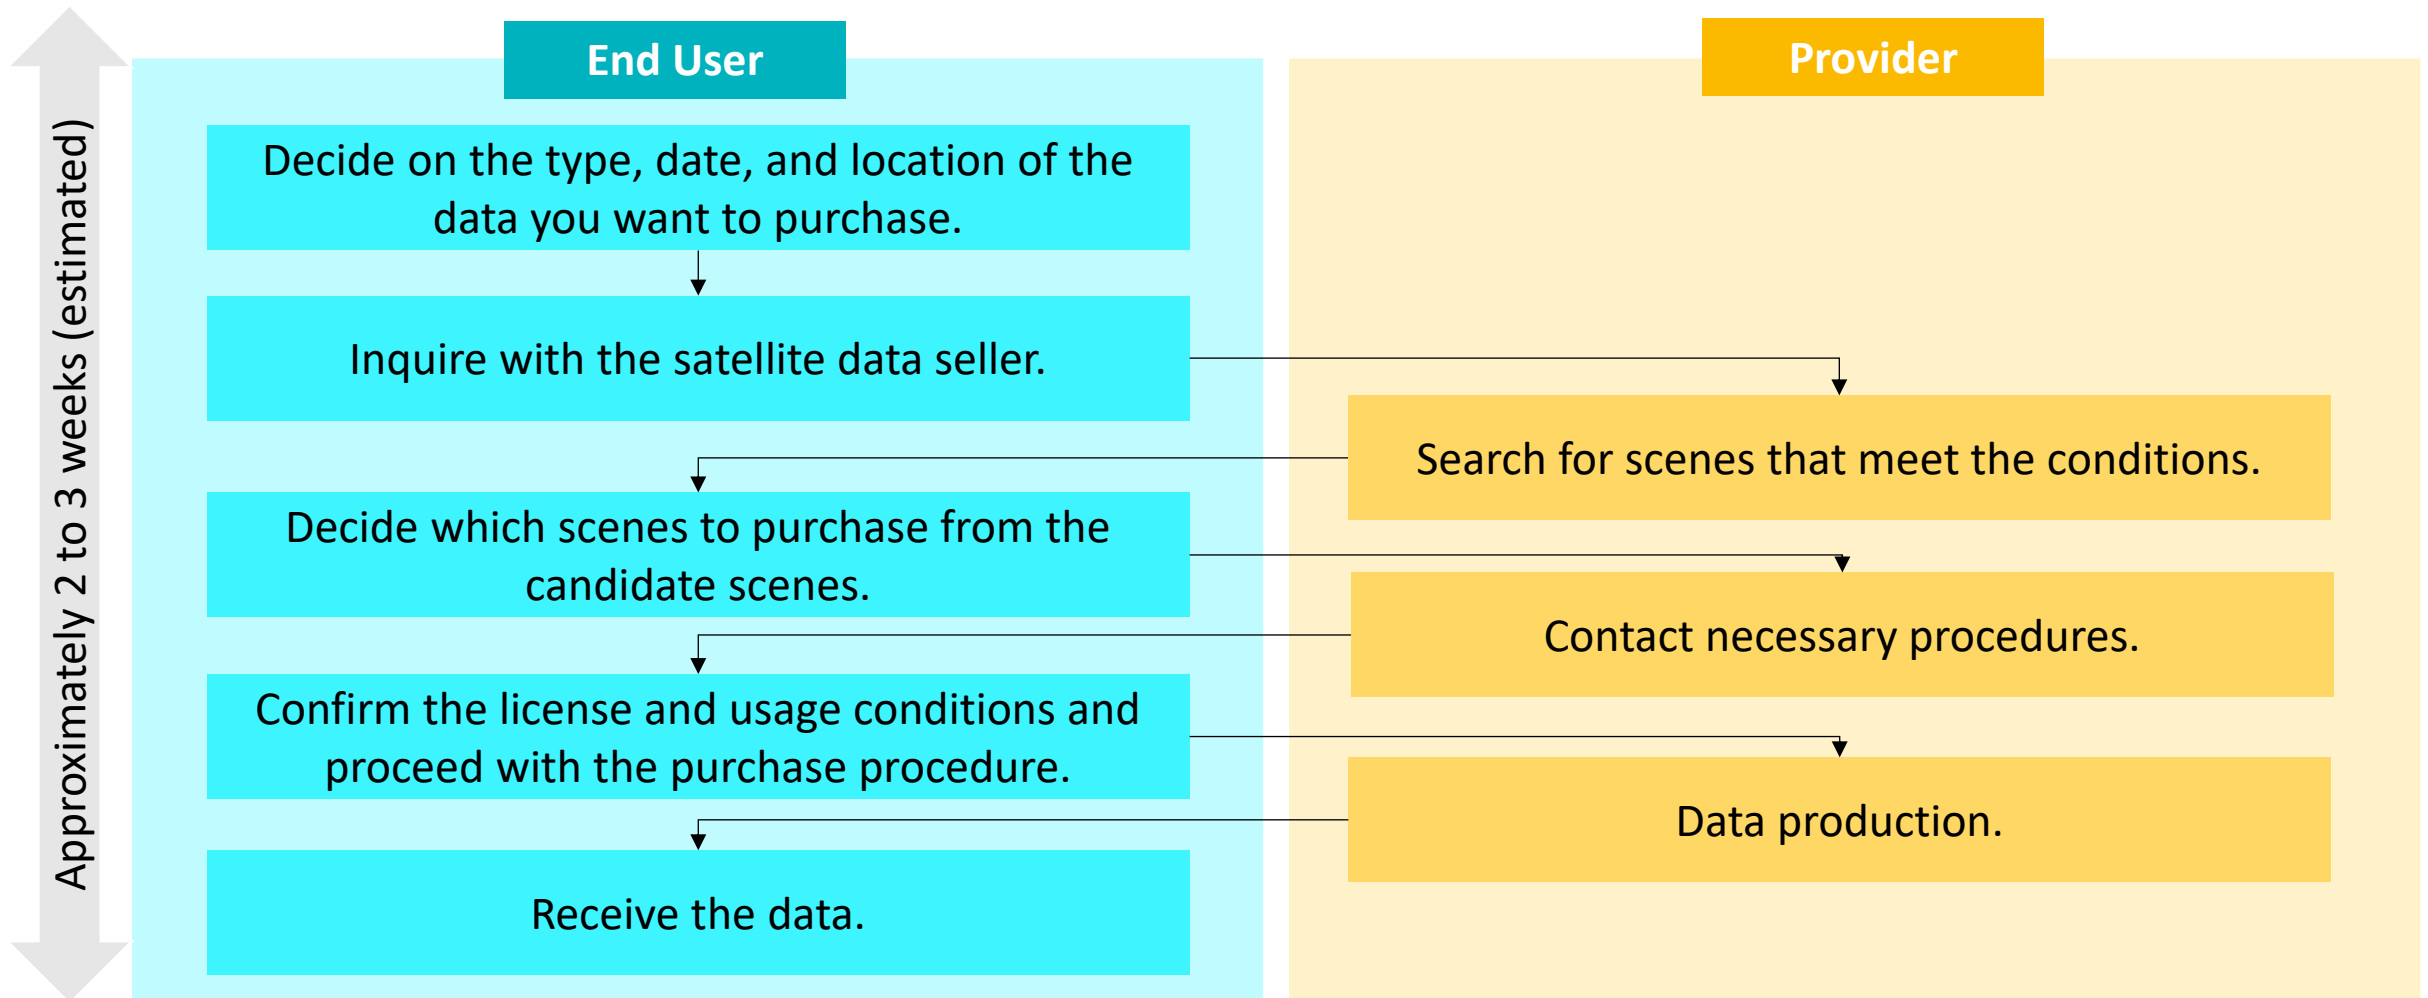 End User
Provider
Approximately 2 to 3 weeks (estimated)
Decide on the type, date, and location of the
data you want to purchase.
Inquire with the satellite data seller.
Search for scenes that meet the conditions.
Decide which scenes to purchase from the
candidate scenes.
Contact necessary procedures.
Confirm the license and usage conditions and
proceed with the purchase procedure.
Data production.
Receive the data.